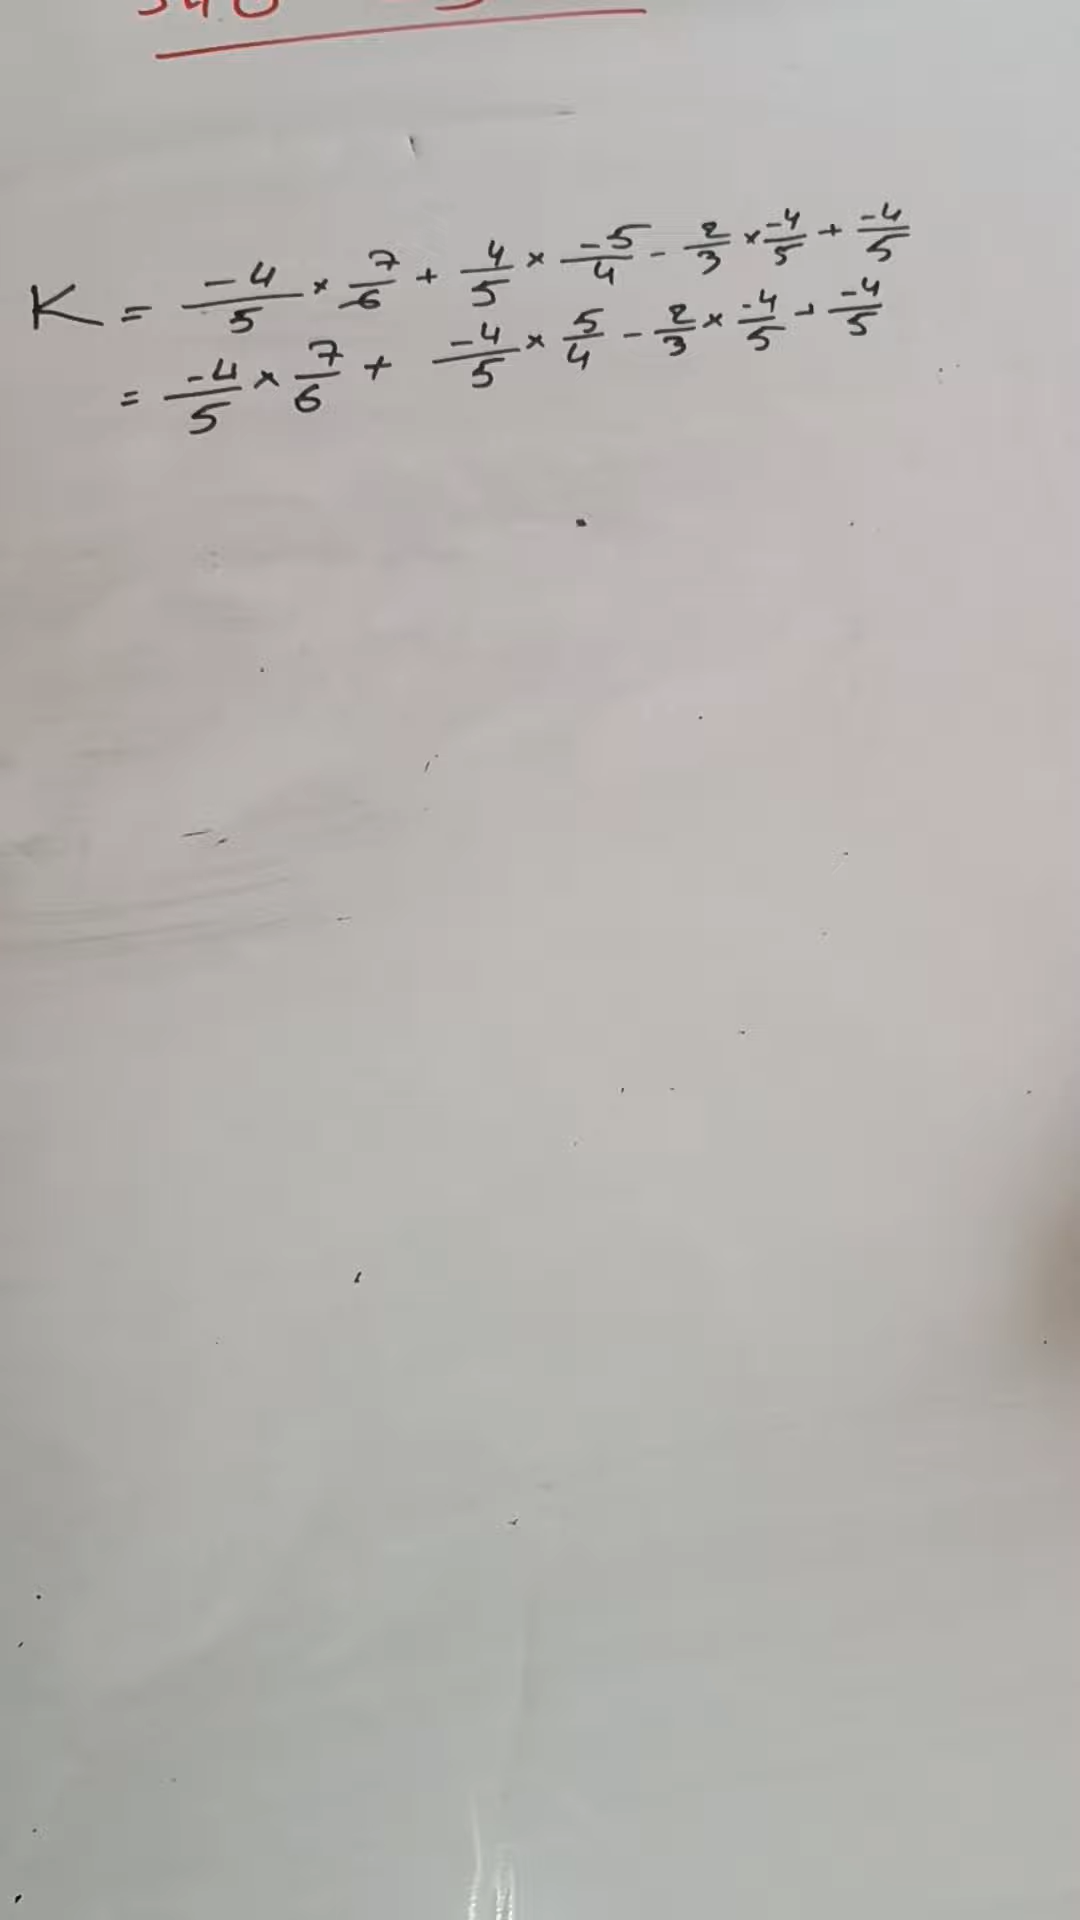 K = -4/5 × 7/6 + 4/5 × -5/4 - 2/3 × -4/5 + -4/5
= -4/5 × 7/6 + -4/5 × 5/4 - 2/3 × -4/5 + -4/5